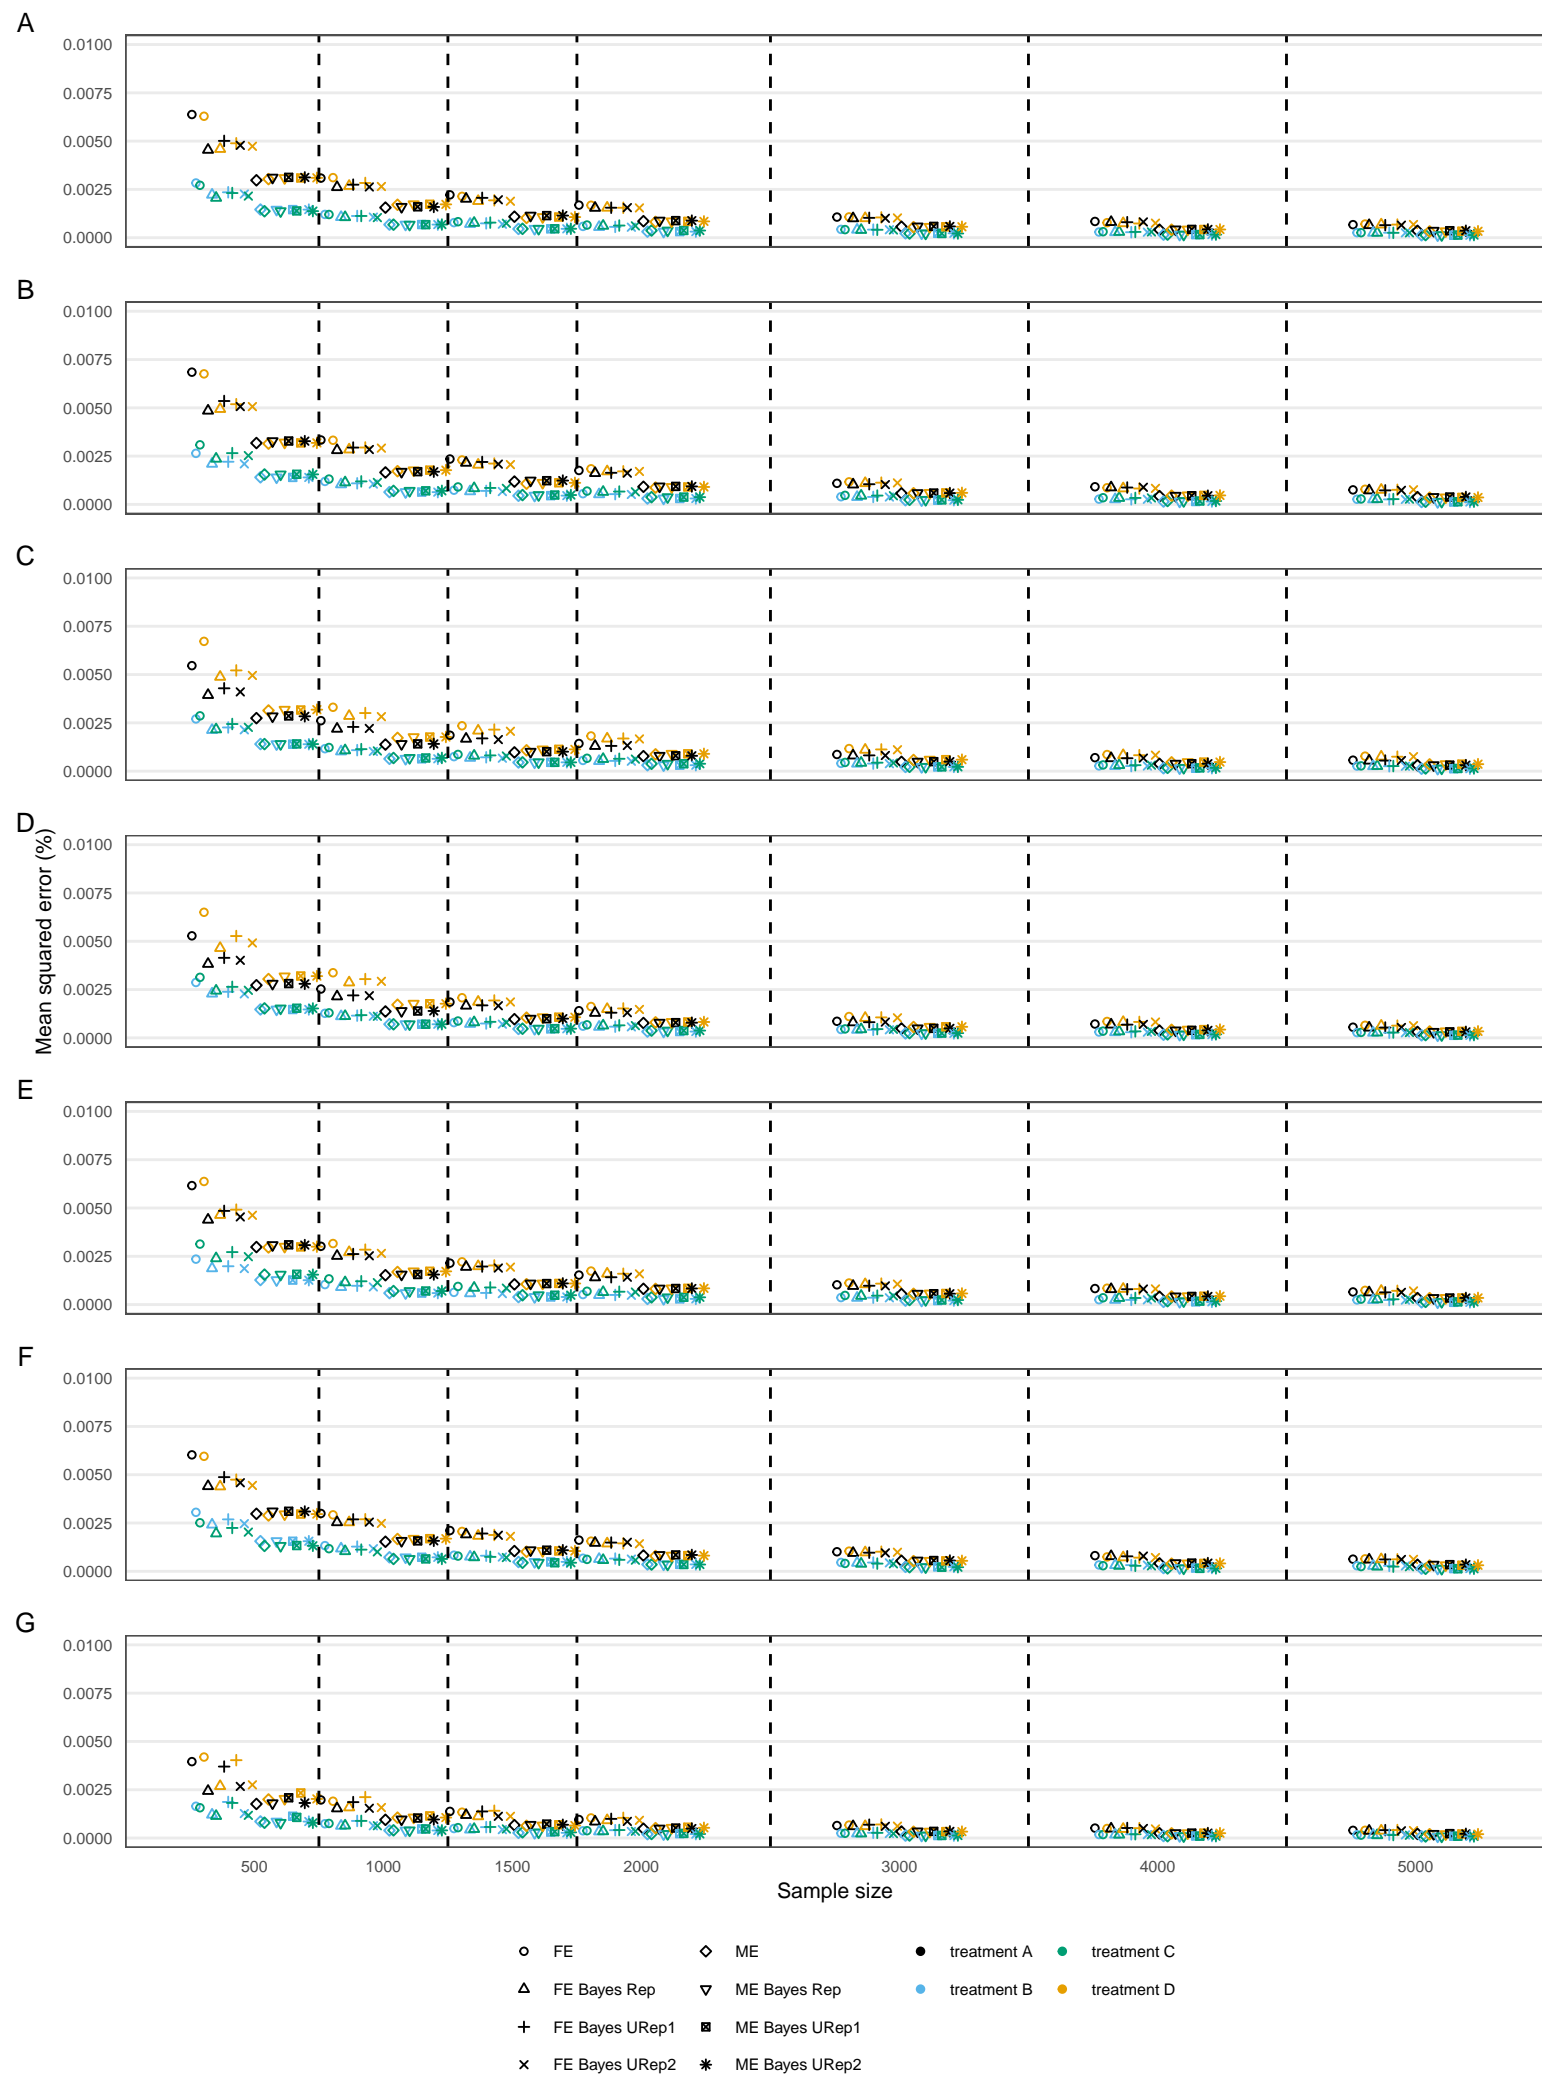 A
0.0100
0.0075
0.0050
0.0025
0.0000
B
0.0100
0.0075
0.0050
0.0025
0.0000
C
0.0100
0.0075
0.0050
0.0025
0.0000
D
0.0100
0.0075
0.0050
0.0025
0.0000
Mean squared error (%)
E
0.0100
0.0075
0.0050
0.0025
0.0000
F
0.0100
0.0075
0.0050
0.0025
0.0000
G
0.0100
0.0075
0.0050
0.0025
0.0000
500 1000 1500 2000 3000 4000 5000
Sample size
FE ME treatment A treatment C
FE Bayes Rep ME Bayes Rep treatment B treatment D
FE Bayes URep1 ME Bayes URep1
FE Bayes URep2 ME Bayes URep2